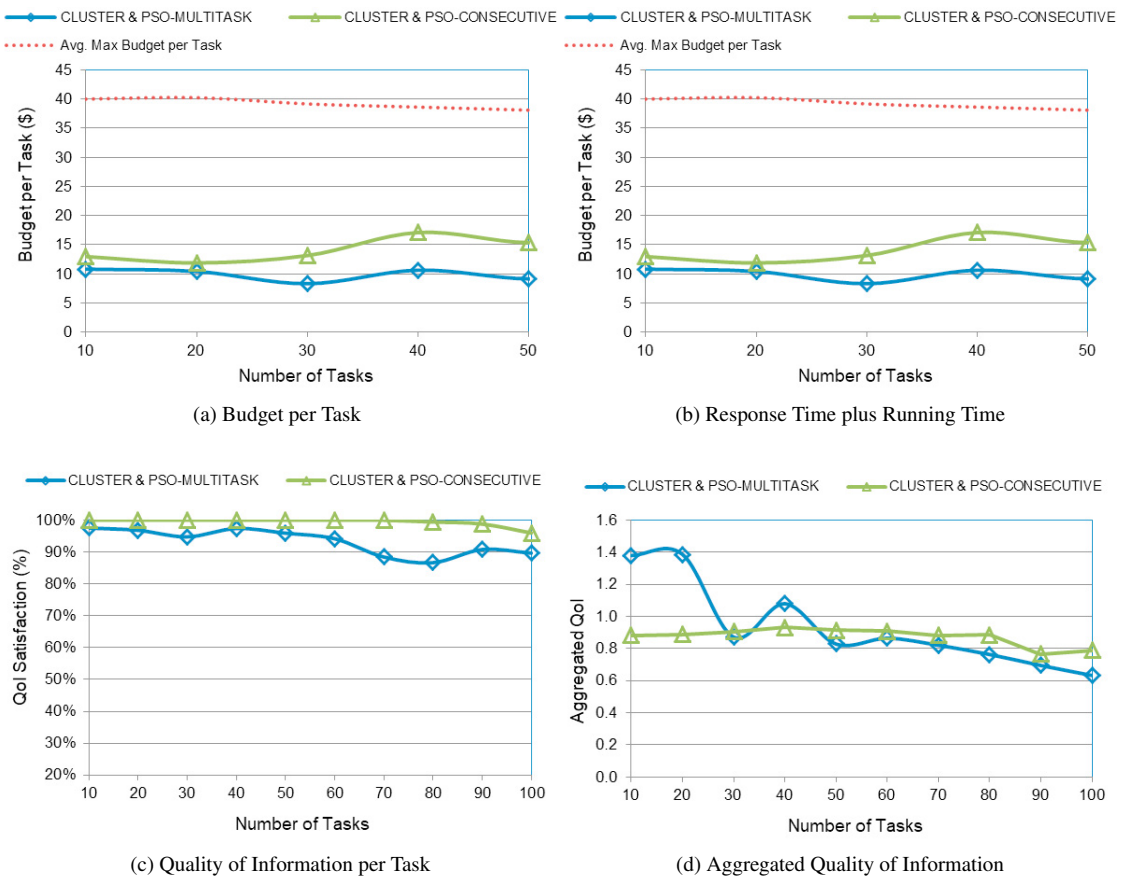 CLUSTER & PSO-MULTITASK CLUSTER & PSO-CONSECUTIVE
Avg. Max Budget per Task
45
40
35
30
25
20
15
10
5
0
Budget per Task ($)
10 20 30 40 50
Number of Tasks
(a) Budget per Task
CLUSTER & PSO-MULTITASK CLUSTER & PSO-CONSECUTIVE
Avg. Max Budget per Task
45
40
35
30
25
20
15
10
5
0
Budget per Task ($)
10 20 30 40 50
Number of Tasks
(b) Response Time plus Running Time
CLUSTER & PSO-MULTITASK CLUSTER & PSO-CONSECUTIVE
100%
90%
80%
70%
60%
50%
40%
30%
20%
QoI Satisfaction (%)
10 20 30 40 50 60 70 80 90 100
Number of Tasks
(c) Quality of Information per Task
CLUSTER & PSO-MULTITASK CLUSTER & PSO-CONSECUTIVE
1.6
1.4
1.2
1.0
0.8
0.6
0.4
0.2
0.0
Aggregated QoI
10 20 30 40 50 60 70 80 90 100
Number of Tasks
(d) Aggregated Quality of Information